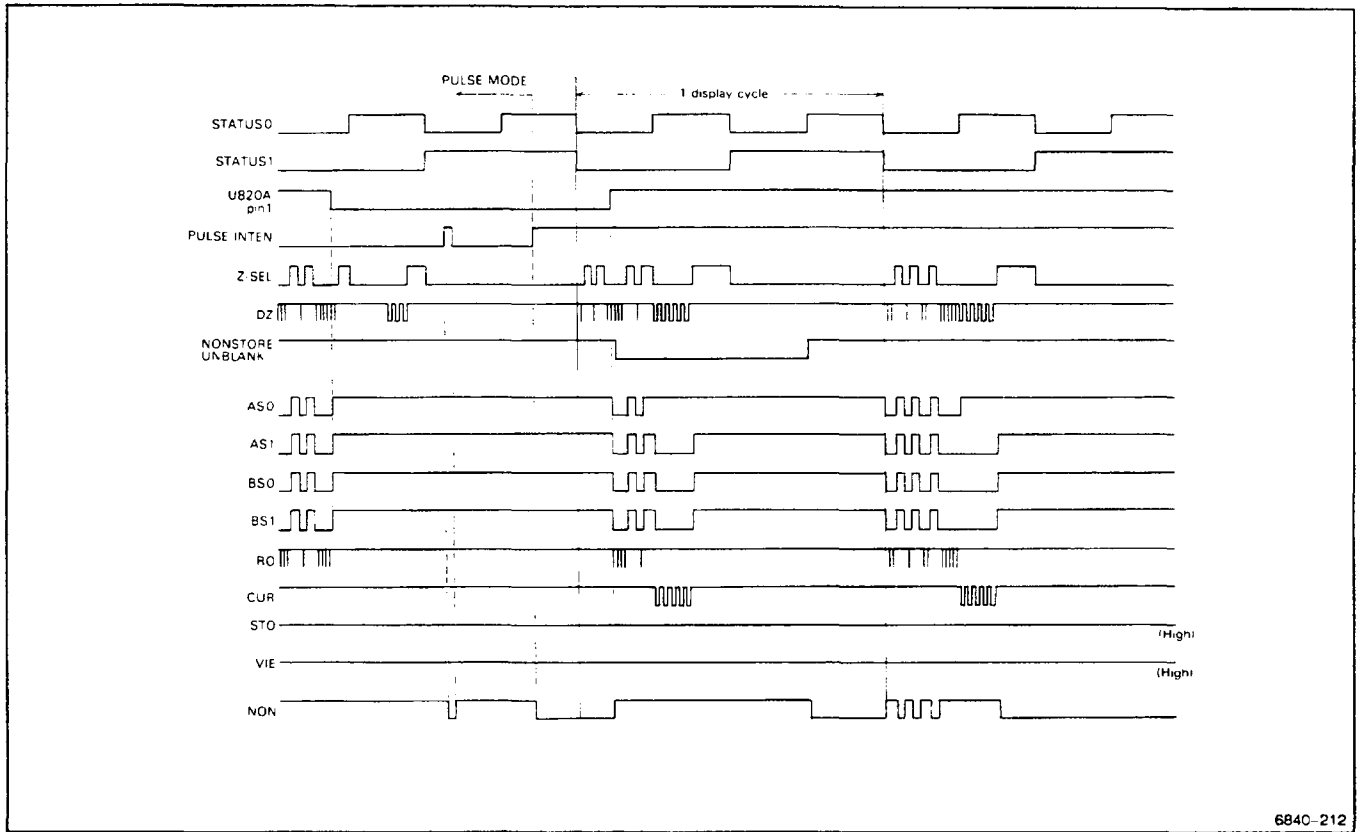 PULSE MODE
1 display cycle
STATUS0
STATUS1
U820A
pin1
PULSE INTEN
Z-SEL
DZ
NONSTORE
UNBLANK
AS0
AS1
BS0
BS1
RO
CUR
STO
(High)
VIE
(High)
NON
6840-212